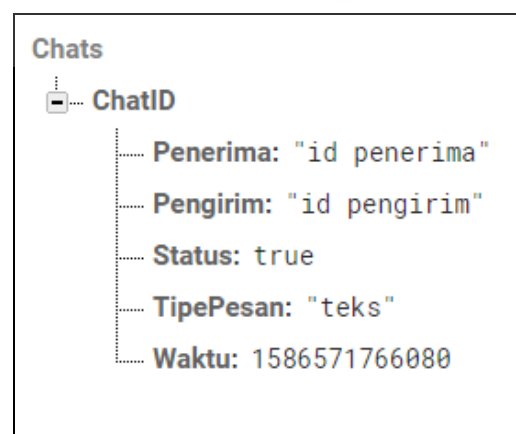 Chats
ChatID
Penerima: "id penerima"
Pengirim: "id pengirim"
Status: true
TipePesan: "teks"
Waktu: 1586571766080